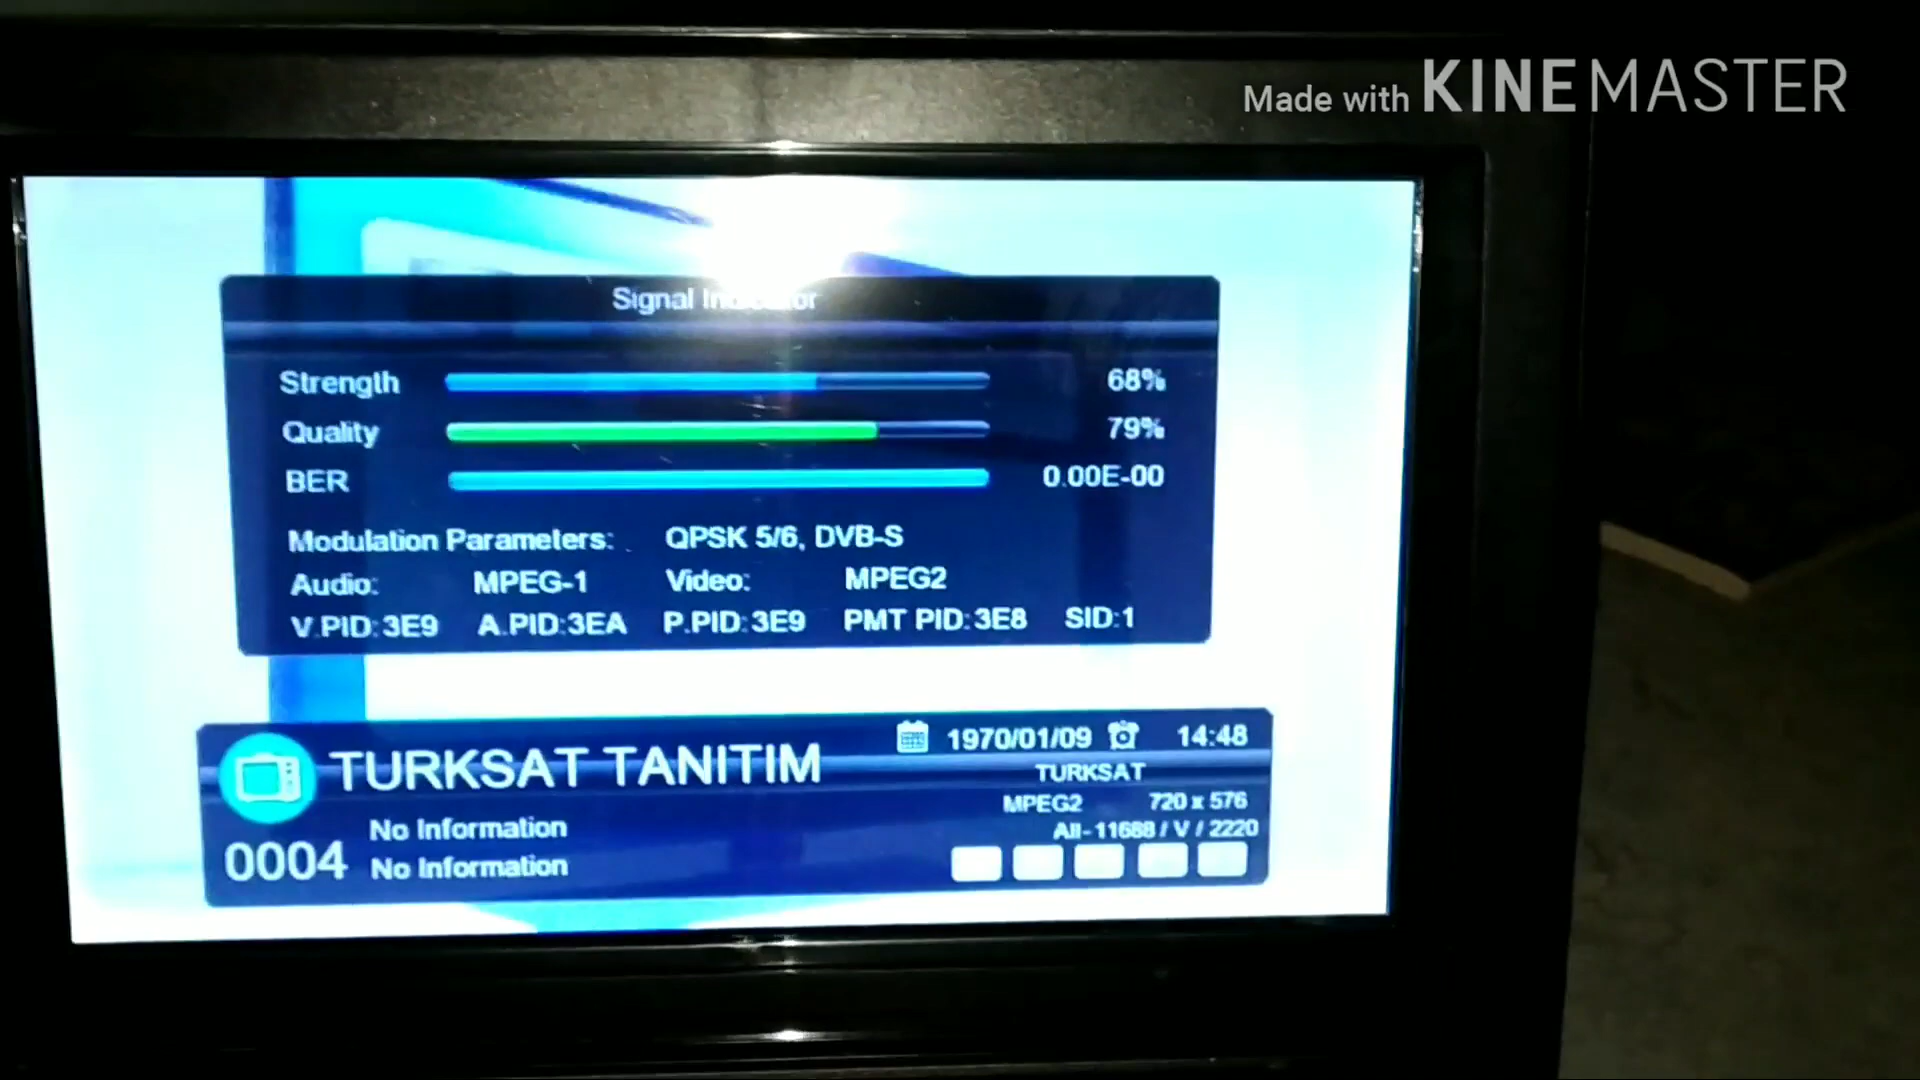 Made with KINEMASTER
Signal Indicator
Strength 68%
Quality 79%
BER 0.00E-00
Modulation Parameters: QPSK 5/6, DVB-S
Audio: MPEG-1 Video: MPEG2
V.PID:3E9 A.PID:3EA P.PID:3E9 PMT PID:3E8 SID:1
1970/01/09 14:48
TURKSAT TANITIM
TURKSAT
MPEG2 720 x 576
No Information
All-11688 / V / 2220
0004
No Information